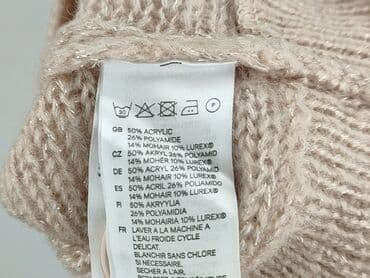 30
GB 50% ACRYLIC
26% POLYAMIDE
14% MOHAIR 10% LUREX®
CZ 50% AKRYL 26% POLYAMID
14% MOHÉR 10% LUREX®
DE 50% ACRYL 26% POLYAMID
14% MOHAIR 10% LUREX®
ES 50% ACRIL 26% POLIAMIDO
14% MOHAIR 10% LUREX®
FI 50% AKRYYLIA
26% POLYAMIDIA
14% MOHAIRIA 10% LUREX®
FR LAVER A LA MACHINE A
L'EAU FROIDE CYCLE
DELICAT.
BLANCHIR SANS CHLORE
SI NECESSAIRE.
SECHER A L'AIR.